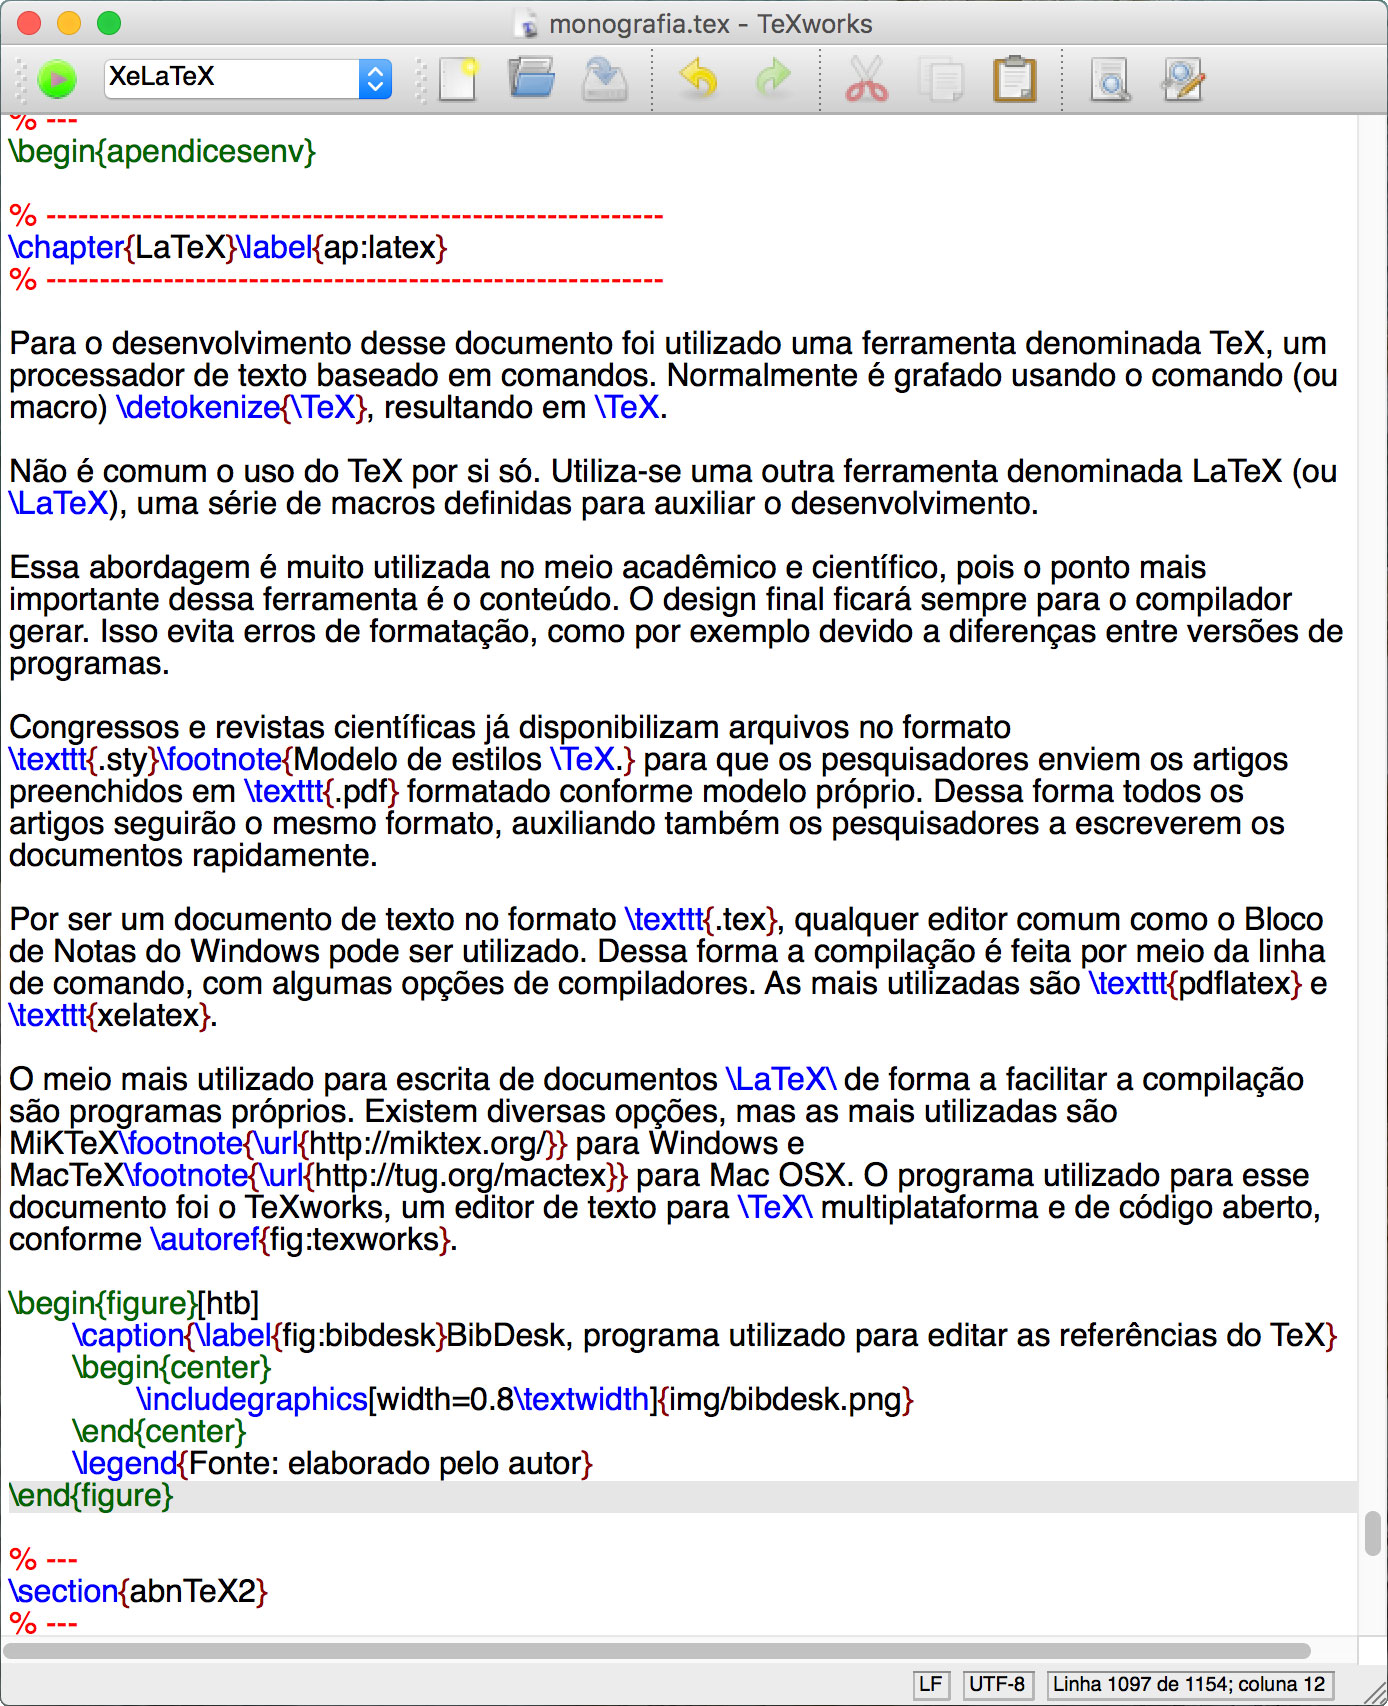 monografia.tex - TeXworks
XeLaTeX
% ---
\begin{apendicesenv}
% ----------------------------------------------------------
\chapter{LaTeX}\label{ap:latex}
% ----------------------------------------------------------
Para o desenvolvimento desse documento foi utilizado uma ferramenta denominada TeX, um
processador de texto baseado em comandos. Normalmente é grafado usando o comando (ou
macro) \detokenize{\TeX}, resultando em \TeX.
Não é comum o uso do TeX por si só. Utiliza-se uma outra ferramenta denominada LaTeX (ou
\LaTeX), uma série de macros definidas para auxiliar o desenvolvimento.
Essa abordagem é muito utilizada no meio acadêmico e científico, pois o ponto mais
importante dessa ferramenta é o conteúdo. O design final ficará sempre para o compilador
gerar. Isso evita erros de formatação, como por exemplo devido a diferenças entre versões de
programas.
Congressos e revistas científicas já disponibilizam arquivos no formato
\texttt{.sty}\footnote{Modelo de estilos \TeX.} para que os pesquisadores enviem os artigos
preenchidos em \texttt{.pdf} formatado conforme modelo próprio. Dessa forma todos os
artigos seguirão o mesmo formato, auxiliando também os pesquisadores a escreverem os
documentos rapidamente.
Por ser um documento de texto no formato \texttt{.tex}, qualquer editor comum como o Bloco
de Notas do Windows pode ser utilizado. Dessa forma a compilação é feita por meio da linha
de comando, com algumas opções de compiladores. As mais utilizadas são \texttt{pdflatex} e
\texttt{xelatex}.
O meio mais utilizado para escrita de documentos \LaTeX\ de forma a facilitar a compilação
são programas próprios. Existem diversas opções, mas as mais utilizadas são
MiKTeX\footnote{\url{http://miktex.org/}} para Windows e
MacTeX\footnote{\url{http://tug.org/mactex}} para Mac OSX. O programa utilizado para esse
documento foi o TeXworks, um editor de texto para \TeX\ multiplataforma e de código aberto,
conforme \autoref{fig:texworks}.
\begin{figure}[htb]
\caption{\label{fig:bibdesk}BibDesk, programa utilizado para editar as referências do TeX}
\begin{center}
\includegraphics[width=0.8\textwidth]{img/bibdesk.png}
\end{center}
\legend{Fonte: elaborado pelo autor}
\end{figure}
% ---
\section{abnTeX2}
% ---
LF UTF-8 Linha 1097 de 1154; coluna 12